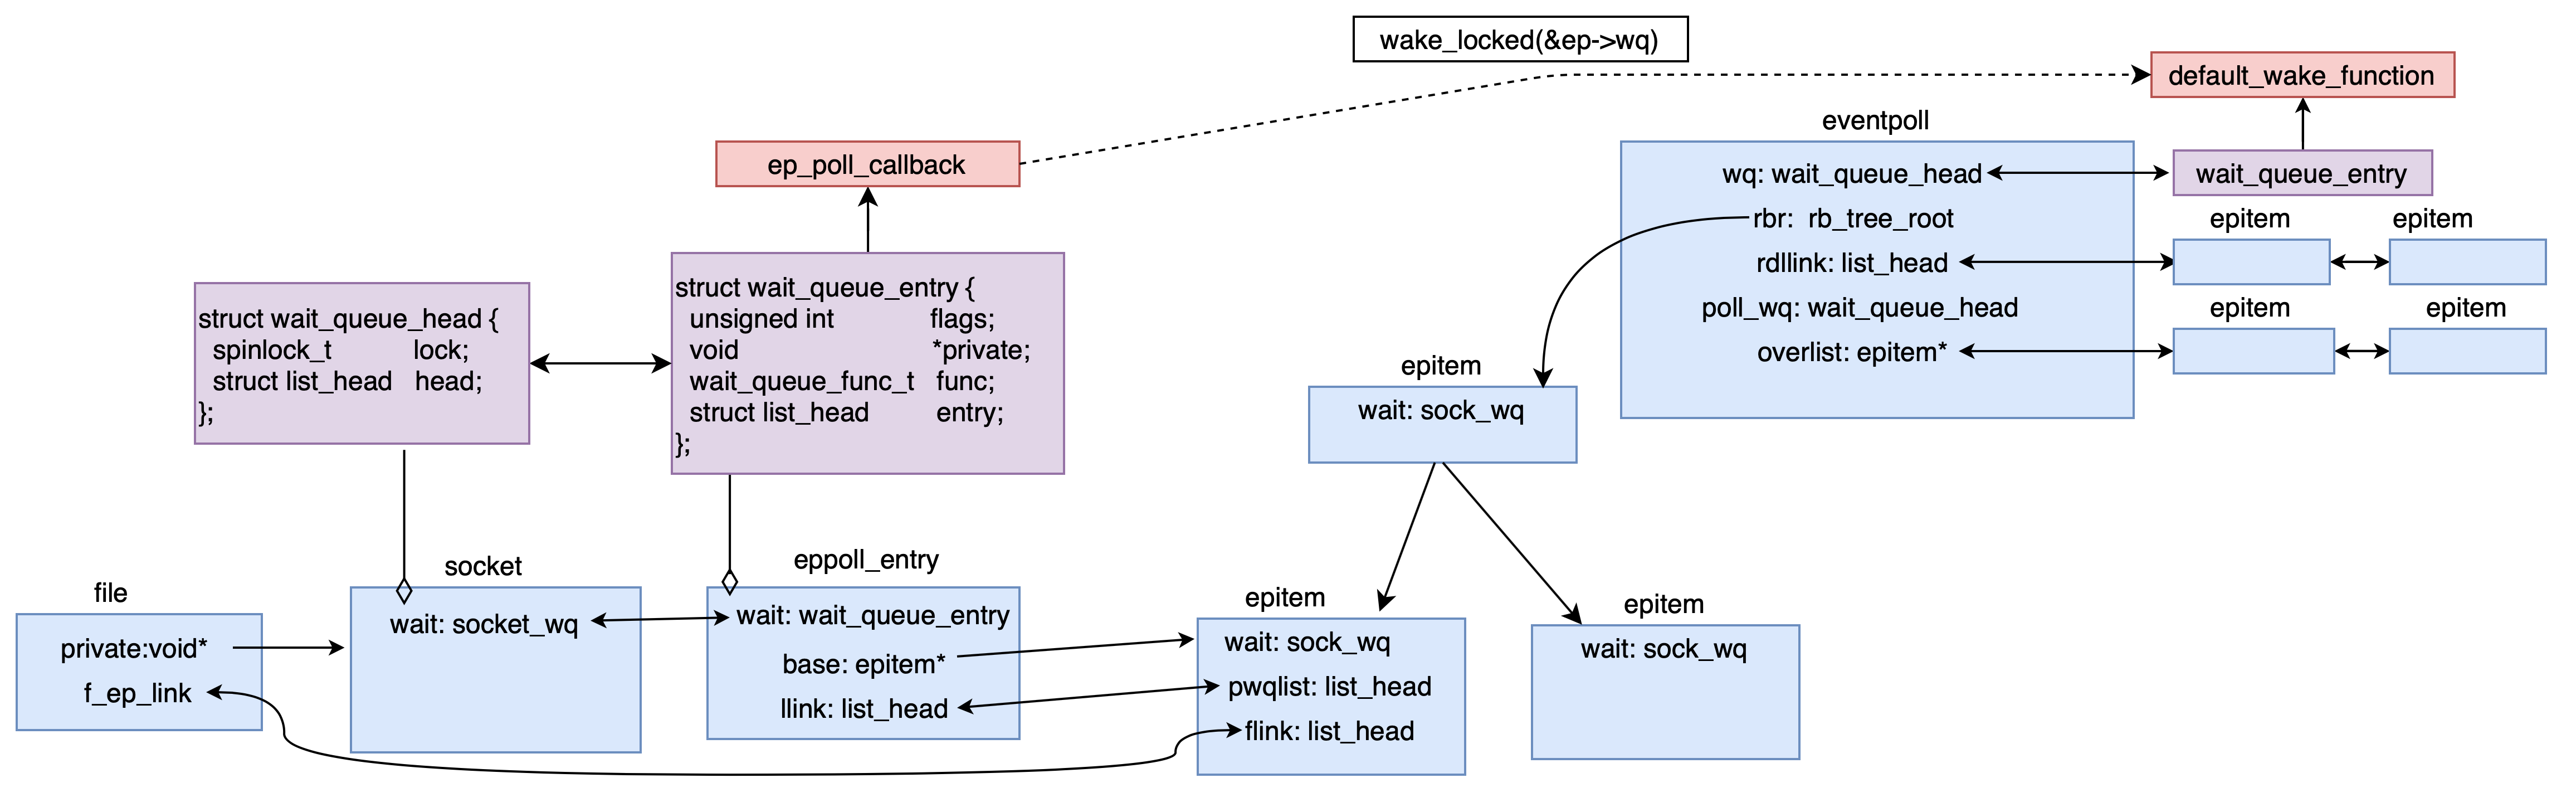 wake_locked(&ep->wq)
default_wake_function
eventpoll
ep_poll_callback
wq: wait_queue_head
wait_queue_entry
rbr: rb_tree_root
epitem
epitem
rdllink: list_head
poll_wq: wait_queue_head
epitem
epitem
overlist: epitem*
struct wait_queue_head {
spinlock_t lock;
struct list_head head;
};
struct wait_queue_entry {
unsigned int flags;
void *private;
wait_queue_func_t func;
struct list_head entry;
};
epitem
wait: sock_wq
file
private:void*
f_ep_link
socket
wait: socket_wq
eppoll_entry
wait: wait_queue_entry
base: epitem*
llink: list_head
epitem
wait: sock_wq
pwqlist: list_head
flink: list_head
epitem
wait: sock_wq